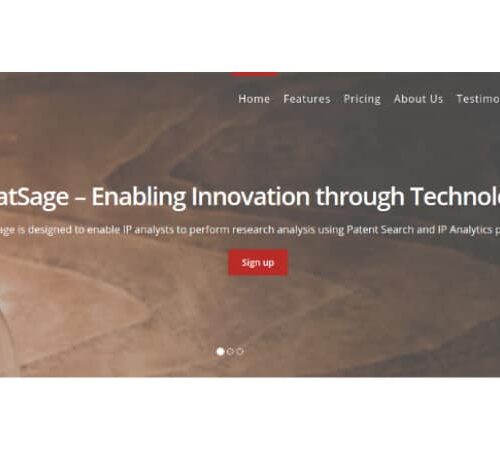 Home Features Pricing About Us Testimo
atSage – Enabling Innovation through Technolo
age is designed to enable IP analysts to perform research analysis using Patent Search and IP Analytics p
Sign up